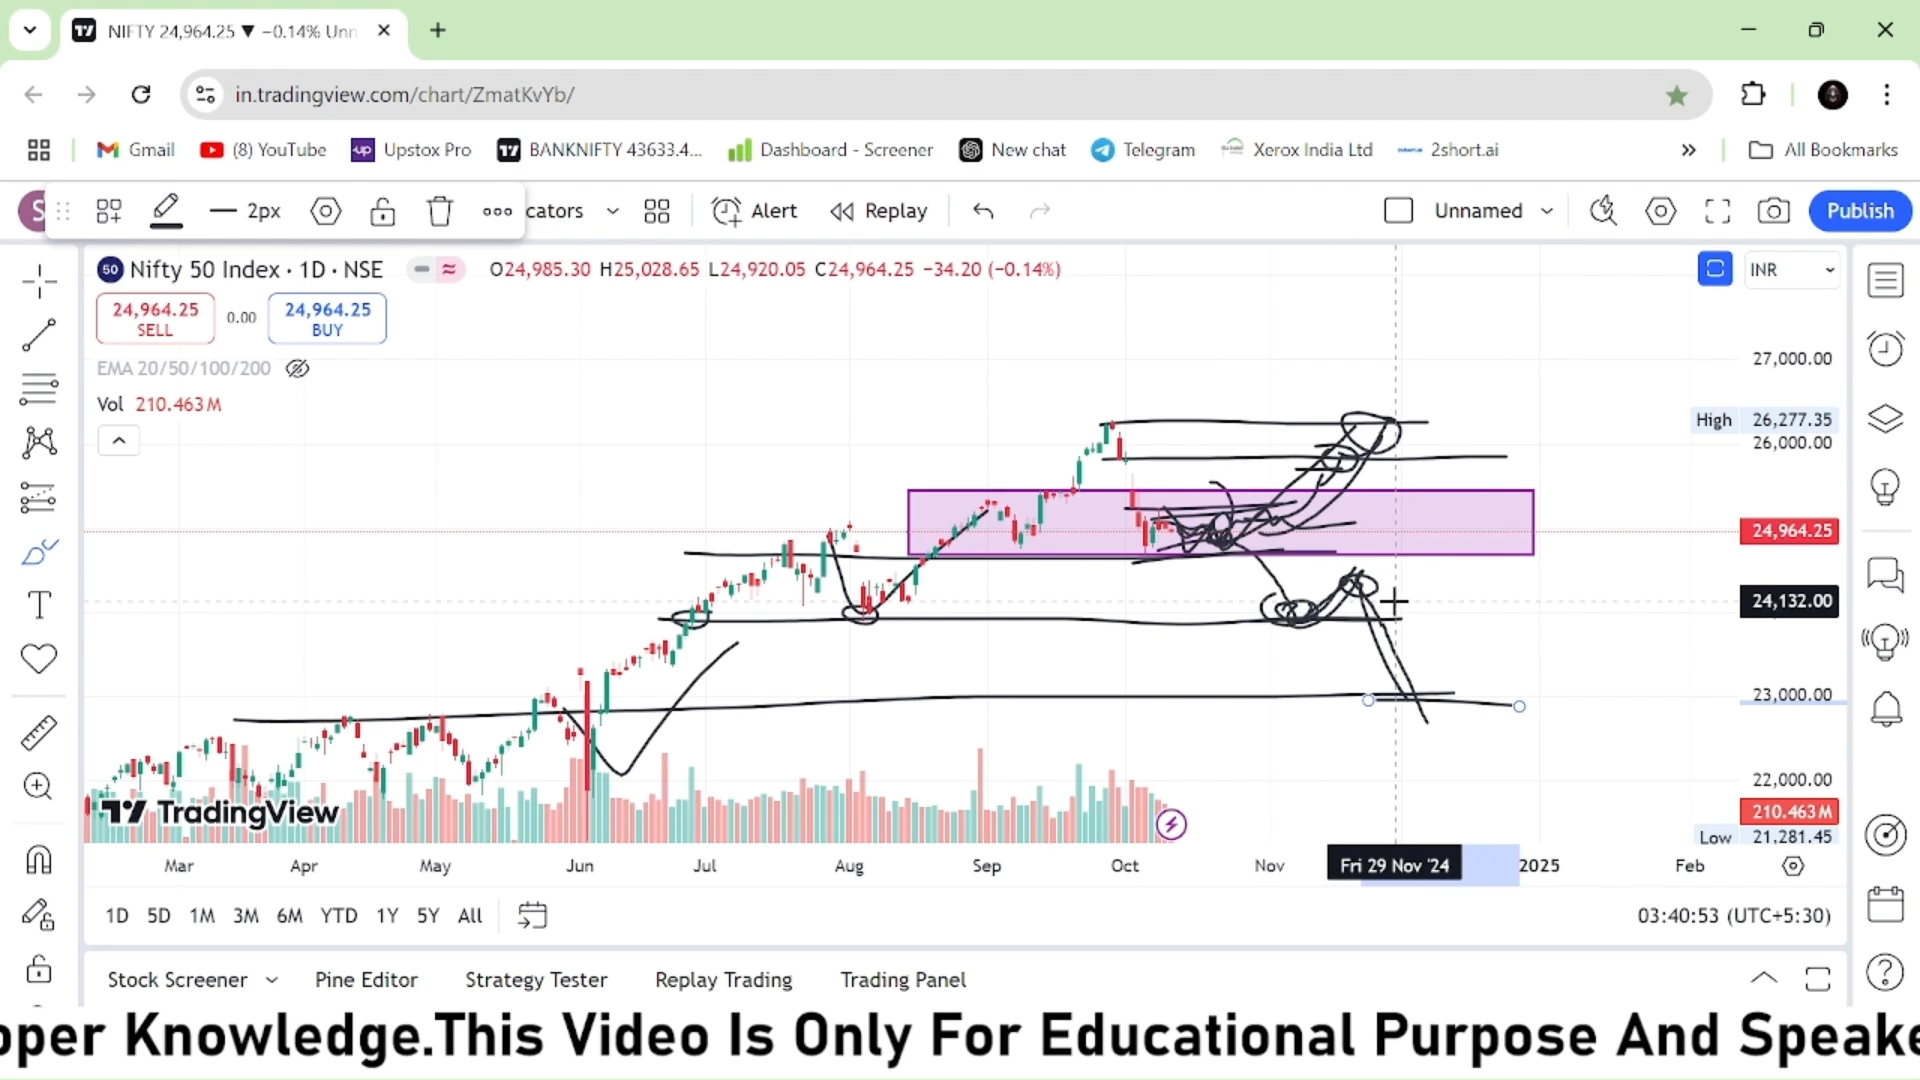 NIFTY 24,964.25 ▼ −0.14% Unn
in.tradingview.com/chart/ZmatKvYb/
Gmail (8) YouTube Upstox Pro BANKNIFTY 43633.4... Dashboard - Screener New chat Telegram Xerox India Ltd 2short.ai » All Bookmarks
S 2px cators Alert Replay Unnamed Publish
50 Nifty 50 Index · 1D · NSE O24,985.30 H25,028.65 L24,920.05 C24,964.25 −34.20 (−0.14%) INR
24,964.25 SELL 0.00 24,964.25 BUY
EMA 20/50/100/200
27,000.00
Vol 210.463M
High 26,277.35
26,000.00
24,964.25
24,132.00
23,000.00
22,000.00
TradingView
210.463M
Low 21,281.45
Mar Apr May Jun Jul Aug Sep Oct Nov Fri 29 Nov '24 2025 Feb
1D 5D 1M 3M 6M YTD 1Y 5Y All 03:40:53 (UTC+5:30)
Stock Screener Pine Editor Strategy Tester Replay Trading Trading Panel
oper Knowledge.This Video Is Only For Educational Purpose And Speake